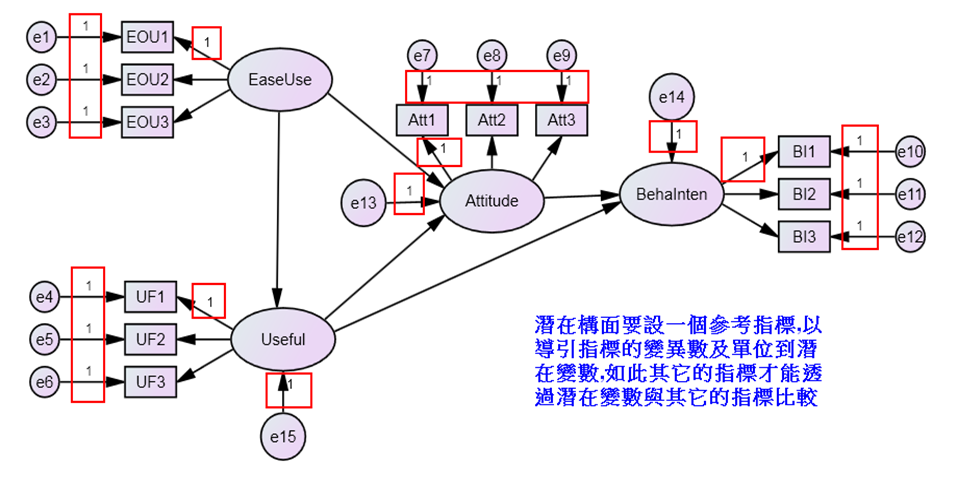 e1 1 EOU1 1
e2 1 EOU2
e3 1 EOU3
EaseUse
e7 e8 e9
1 1 1
Att1 Att2 Att3
1
e13 1 Attitude
e14
1
BehaInten
1 BI1 1 e10
BI2 1 e11
BI3 1 e12
e4 1 UF1 1
e5 1 UF2
e6 1 UF3
Useful
1
e15
潛在構面要設一個參考指標,以
導引指標的變異數及單位到潛
在變數,如此其它的指標才能透
過潛在變數與其它的指標比較